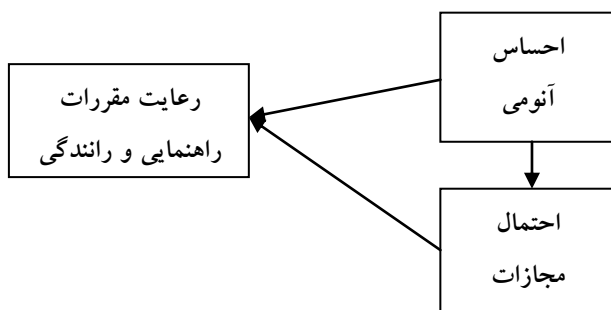 احساس
آنومی
رعایت مقررات
راهنمایی و رانندگی
احتمال
مجازات